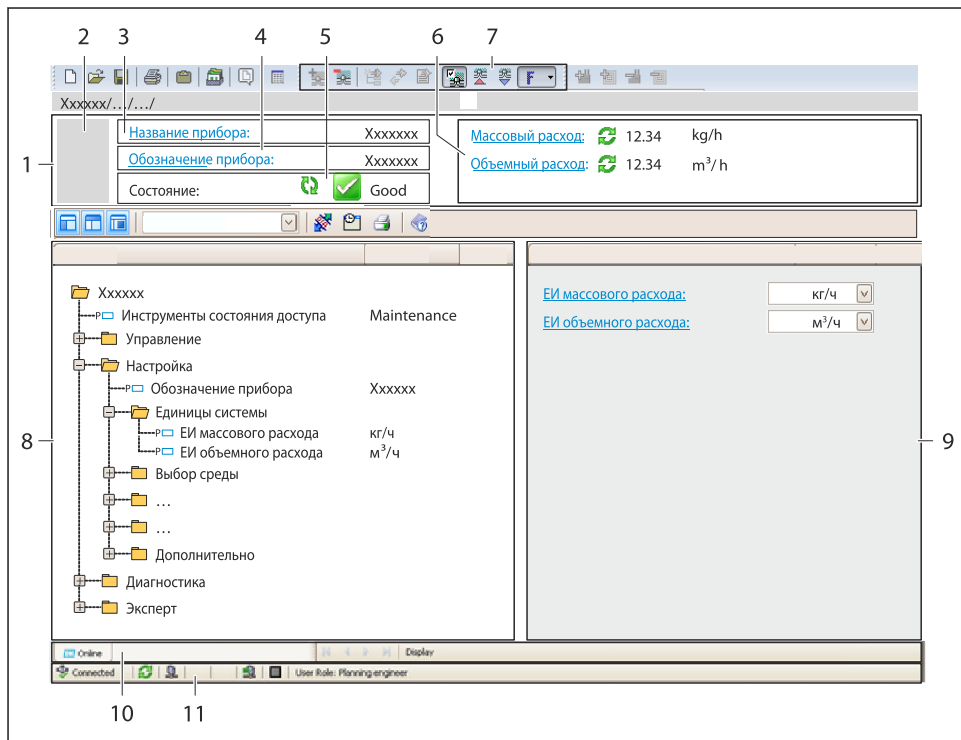 2 3 4 5 6 7
F
Xxxxxx/…/…/
1
Название прибора: Xxxxxxx
Обозначение прибора: Xxxxxxx
Состояние: Good
Массовый расход: 12.34 kg/h
Объемный расход: 12.34 m³/h
Xxxxxx
Инструменты состояния доступа Maintenance
Управление
Настройка
Обозначение прибора Xxxxxx
Единицы системы
P ЕИ массового расхода кг/ч
P ЕИ объемного расхода м³/ч
Выбор среды
…
…
Дополнительно
Диагностика
Эксперт
8
ЕИ массового расхода: кг/ч
ЕИ объемного расхода: м³/ч
9
Online Display
Connected User Role: Planning engineer
10 11